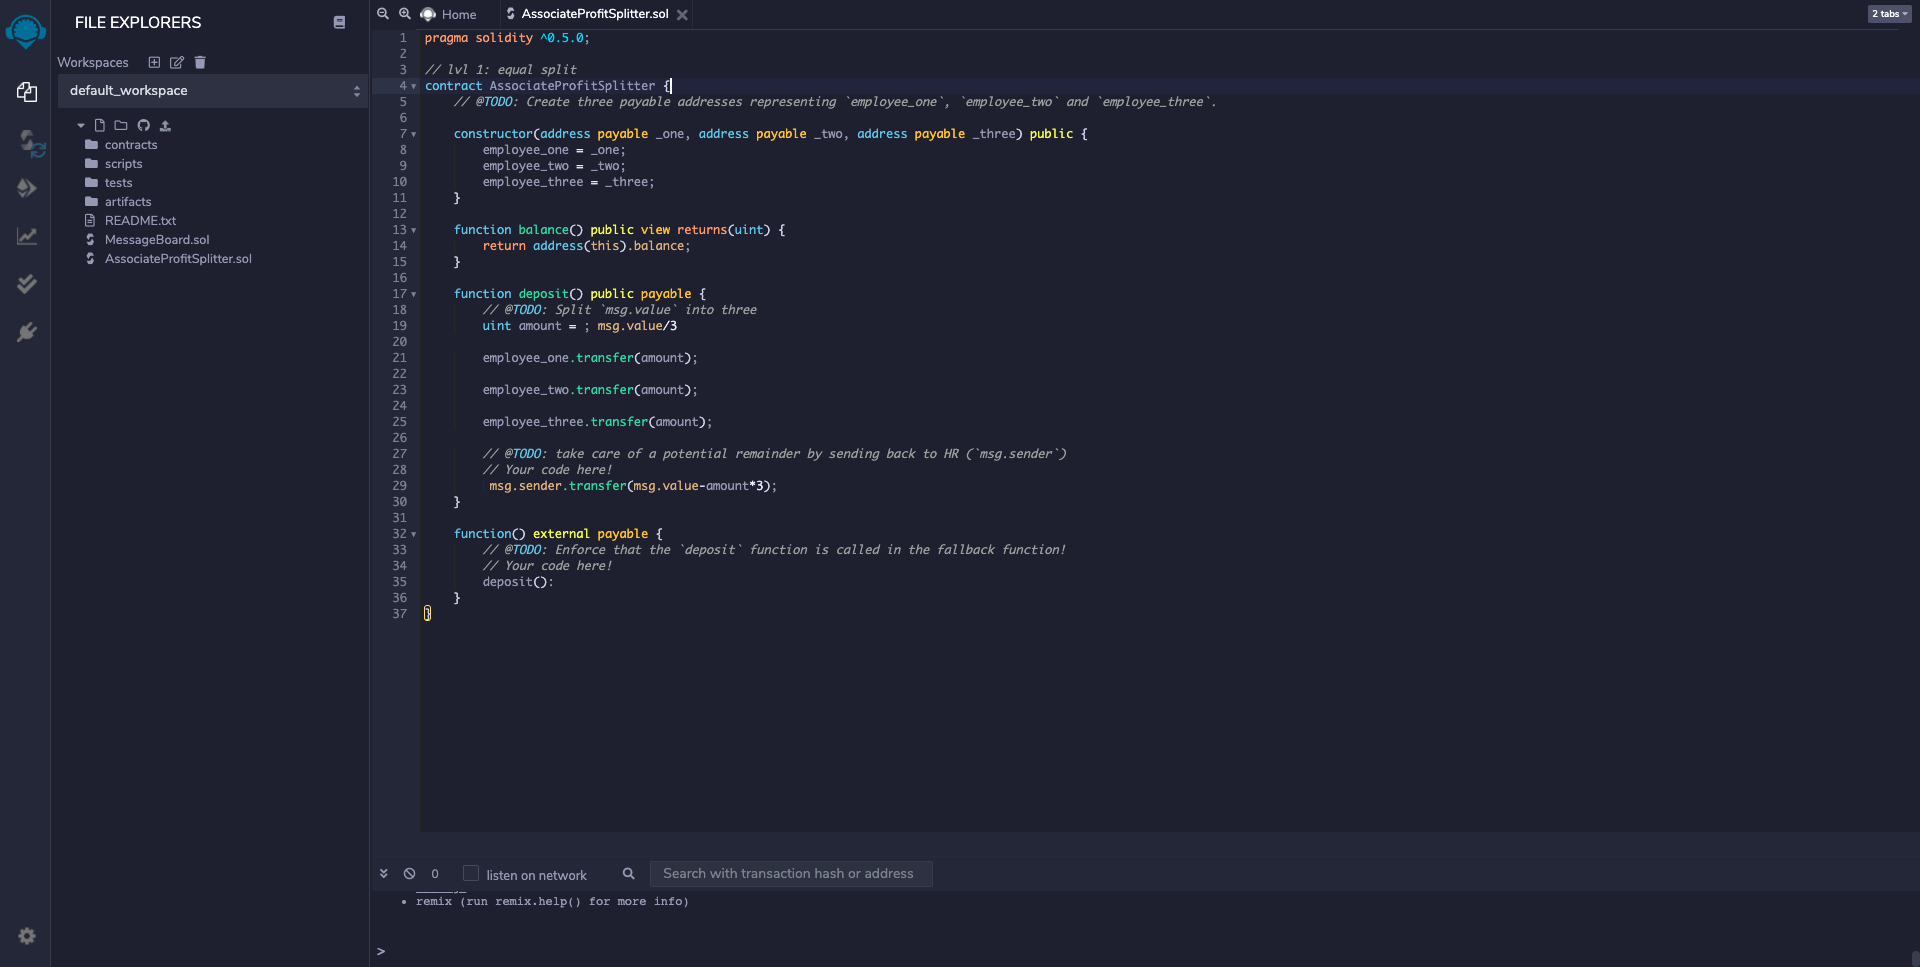 FILE EXPLORERS
Workspaces
default_workspace
contracts
scripts
tests
artifacts
README.txt
MessageBoard.sol
AssociateProfitSplitter.sol
Home
AssociateProfitSplitter.sol
2 tabs
1 pragma solidity ^0.5.0;
2
3 // lvl 1: equal split
4 contract AssociateProfitSplitter {
5 // @TODO: Create three payable addresses representing `employee_one`, `employee_two` and `employee_three`.
6
7 constructor(address payable _one, address payable _two, address payable _three) public {
8 employee_one = _one;
9 employee_two = _two;
10 employee_three = _three;
11 }
12
13 function balance() public view returns(uint) {
14 return address(this).balance;
15 }
16
17 function deposit() public payable {
18 // @TODO: Split `msg.value` into three
19 uint amount = ; msg.value/3
20
21 employee_one.transfer(amount);
22
23 employee_two.transfer(amount);
24
25 employee_three.transfer(amount);
26
27 // @TODO: take care of a potential remainder by sending back to HR (`msg.sender`)
28 // Your code here!
29 msg.sender.transfer(msg.value-amount*3);
30 }
31
32 function() external payable {
33 // @TODO: Enforce that the `deposit` function is called in the fallback function!
34 // Your code here!
35 deposit():
36 }
37 }
0
listen on network
Search with transaction hash or address
• remix (run remix.help() for more info)
>